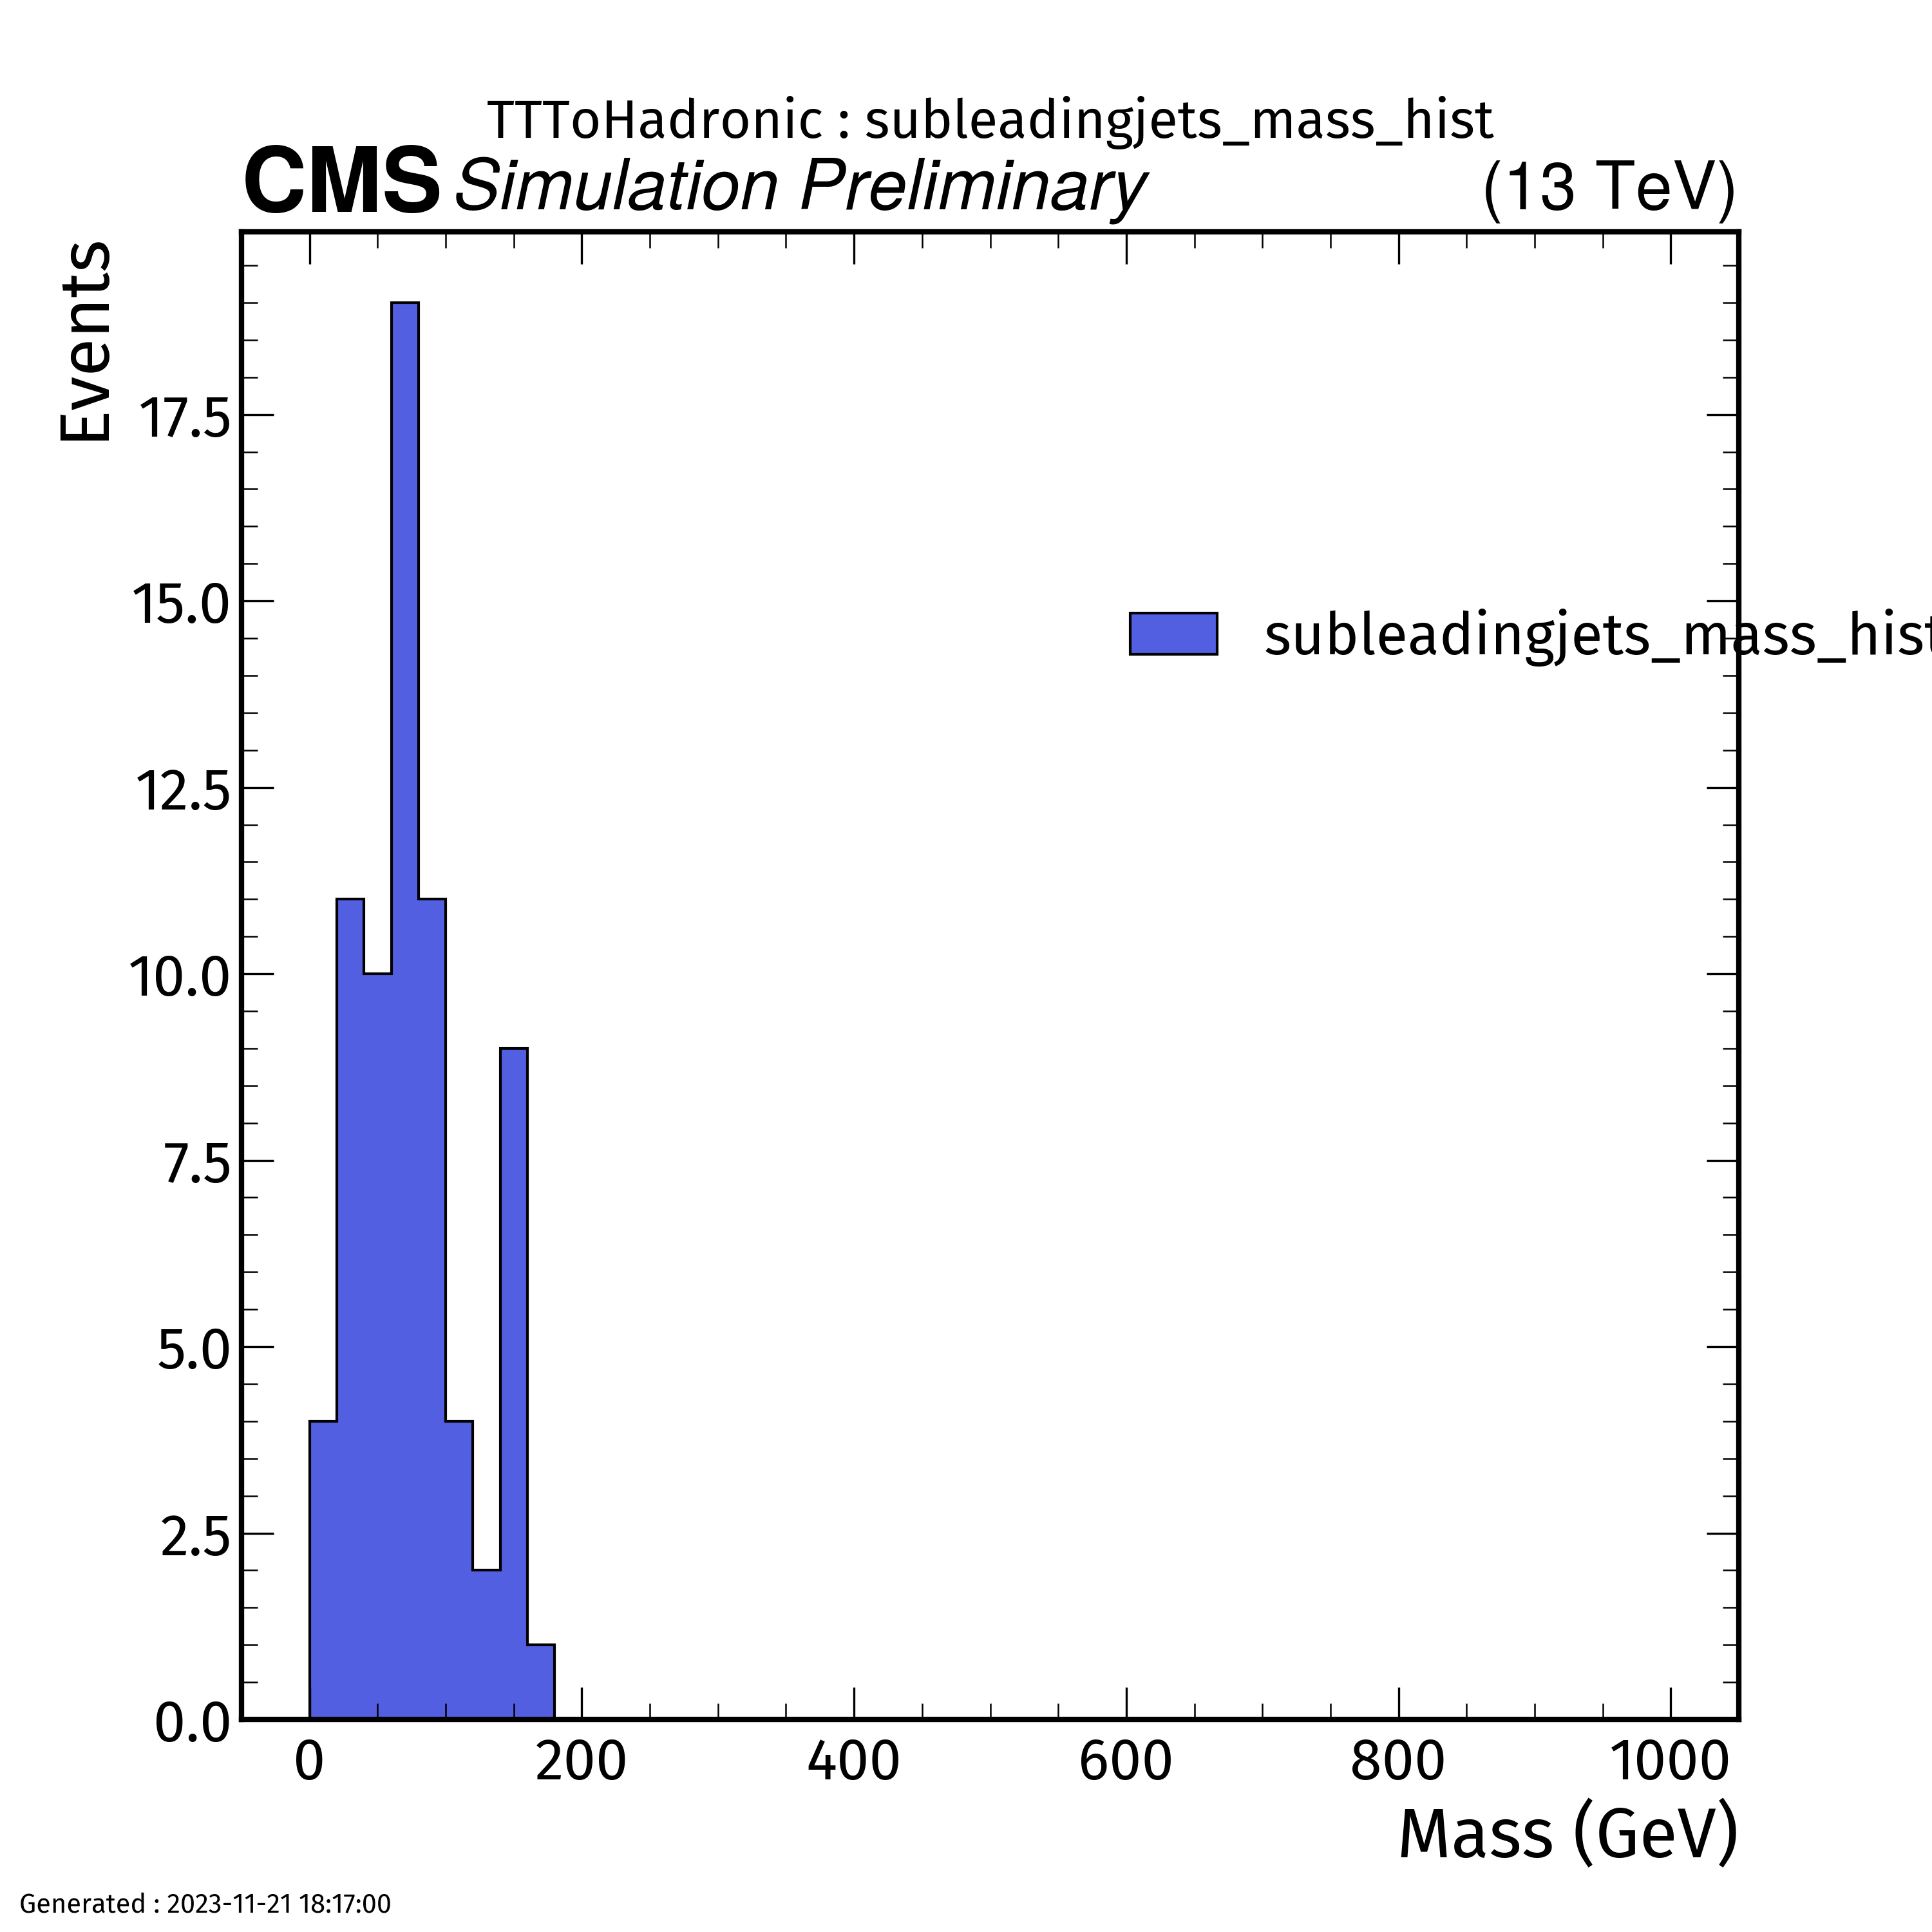 TTToHadronic : subleadingjets_mass_hist
CMS Simulation Preliminary (13 TeV)
Events
17.5
15.0
12.5
10.0
7.5
5.0
2.5
0.0
subleadingjets_mass_hist
0 200 400 600 800 1000
Mass (GeV)
Generated : 2023-11-21 18:17:00